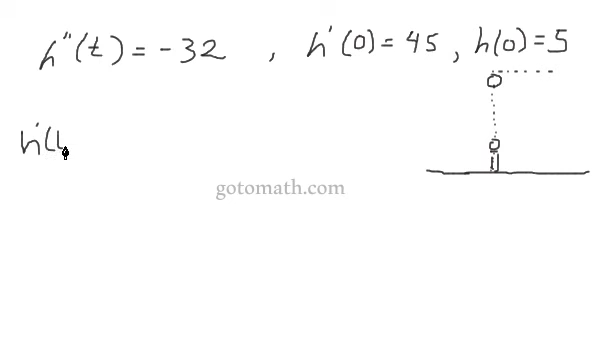 h''(t) = -32 , h'(0) = 45 , h(0) = 5
h'(
gotomath.com